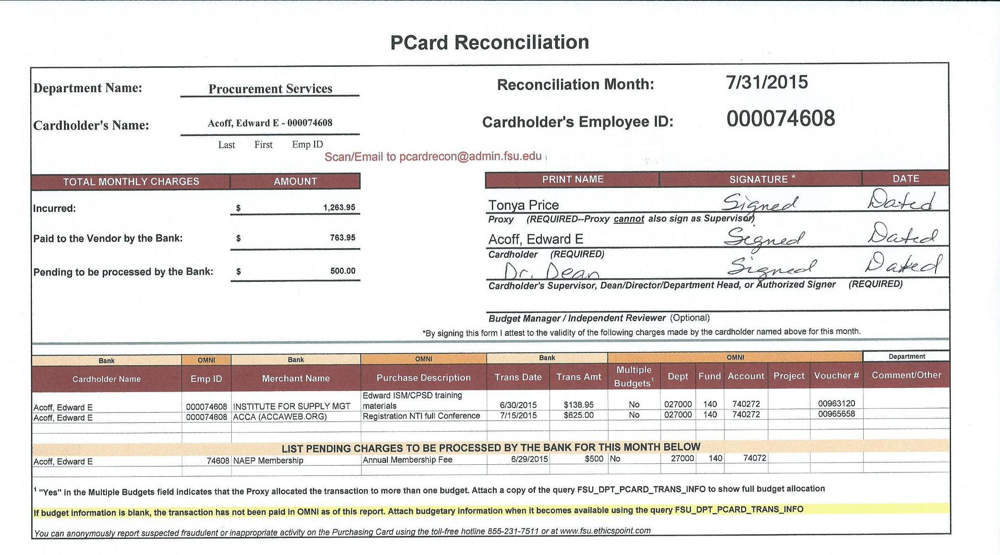 PCard Reconciliation
Department Name: Procurement Services Reconciliation Month: 7/31/2015
Cardholder's Name: Acoff, Edward E - 000074608 Cardholder's Employee ID: 000074608
Last First Emp ID
Scan/Email to pcardrecon@admin.fsu.edu
TOTAL MONTHLY CHARGES AMOUNT
Incurred: $ 1,263.95
Paid to the Vendor by the Bank: $ 763.95
Pending to be processed by the Bank: $ 500.00
PRINT NAME SIGNATURE * DATE
Tonya Price Signed Dated
Proxy (REQUIRED--Proxy cannot also sign as Supervisor)
Acoff, Edward E Signed Dated
Cardholder (REQUIRED)
Dr. Dean Signed Dated
Cardholder's Supervisor, Dean/Director/Department Head, or Authorized Signer (REQUIRED)
Budget Manager / Independent Reviewer (Optional)
*By signing this form I attest to the validity of the following charges made by the cardholder named above for this month.
Bank OMNI Bank OMNI Bank OMNI Department
Cardholder Name Emp ID Merchant Name Purchase Description Trans Date Trans Amt Multiple Budgets¹ Dept Fund Account Project Voucher # Comment/Other
Acoff, Edward E 000074608 INSTITUTE FOR SUPPLY MGT Edward ISM/CPSD training materials 6/30/2015 $138.95 No 027000 140 740272 00963120
Acoff, Edward E 000074608 ACCA (ACCAWEB.ORG) Registration NTI full Conference 7/15/2015 $625.00 No 027000 140 740272 00965658
LIST PENDING CHARGES TO BE PROCESSED BY THE BANK FOR THIS MONTH BELOW
Acoff, Edward E 74608 NAEP Membership Annual Membership Fee 6/29/2015 $500 No 27000 140 74072
¹ "Yes" in the Multiple Budgets field indicates that the Proxy allocated the transaction to more than one budget. Attach a copy of the query FSU_DPT_PCARD_TRANS_INFO to show full budget allocation
If budget information is blank, the transaction has not been paid in OMNI as of this report. Attach budgetary information when it becomes available using the query FSU_DPT_PCARD_TRANS_INFO
You can anonymously report suspected fraudulent or inappropriate activity on the Purchasing Card using the toll-free hotline 855-231-7511 or at www.fsu.ethicspoint.com